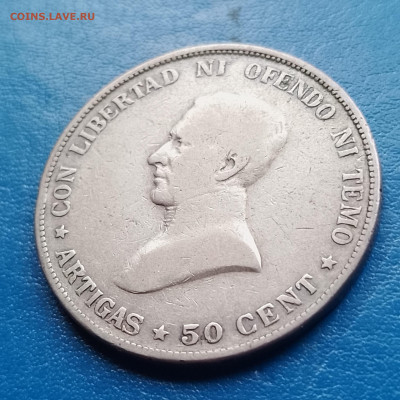 COINS.LAVE.RU
★ CON LIBERTAD NI OFENDO NI TEMO ★
ARTIGAS ★ 50 CENT ★